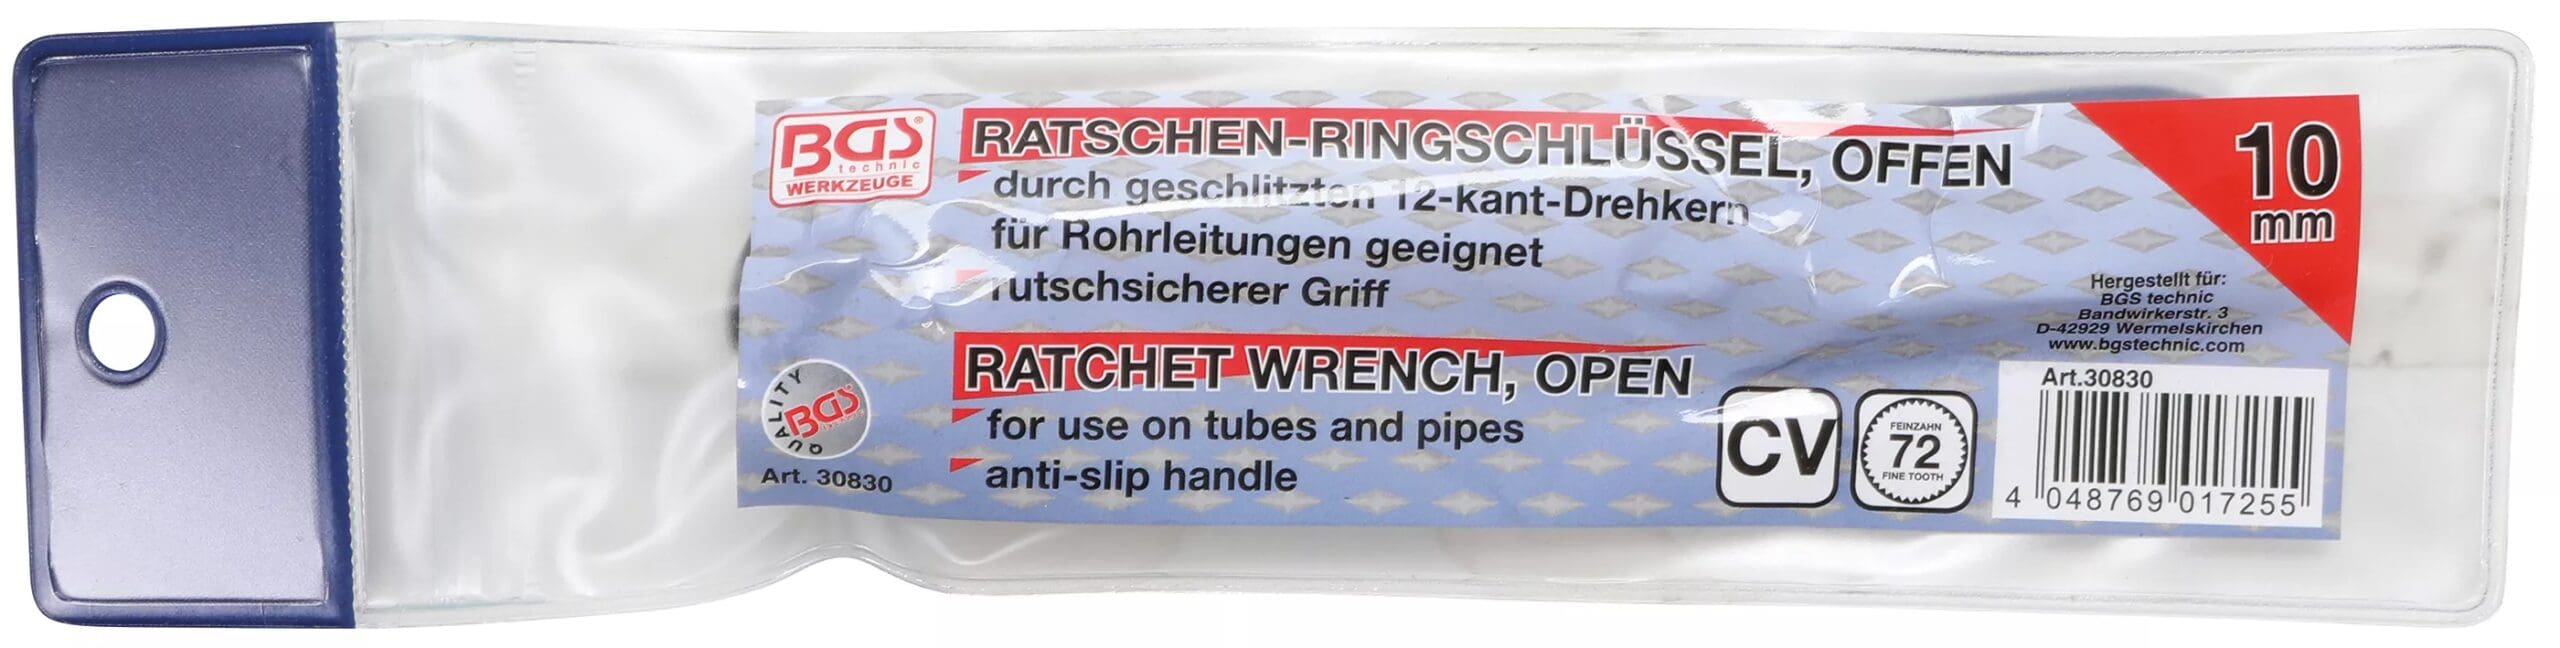 BGS®
technic
WERKZEUGE
RATSCHEN-RINGSCHLÜSSEL, OFFEN
durch geschlitzten 12-kant-Drehkern
für Rohrleitungen geeignet
rutschsicherer Griff
10
mm
Hergestellt für:
BGS technic
Bandwirkerstr. 3
D-42929 Wermelskirchen
www.bgstechnic.com
RATCHET WRENCH, OPEN
for use on tubes and pipes
anti-slip handle
QUALITY
BGS
technic
Art. 30830
CV
FEINZAHN
72
FINE TOOTH
Art.30830
4 048769 017255